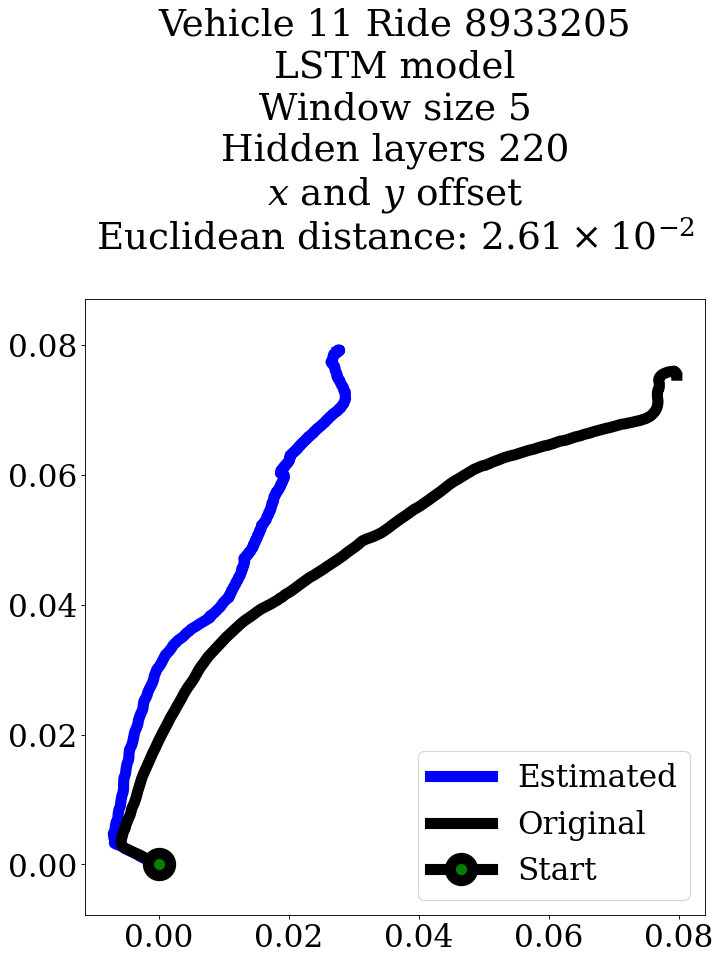 Vehicle 11 Ride 8933205
LSTM model
Window size 5
Hidden layers 220
x and y offset
Euclidean distance: 2.61 × 10⁻²
0.08
0.06
0.04
0.02
0.00
Estimated
Original
Start
0.00 0.02 0.04 0.06 0.08